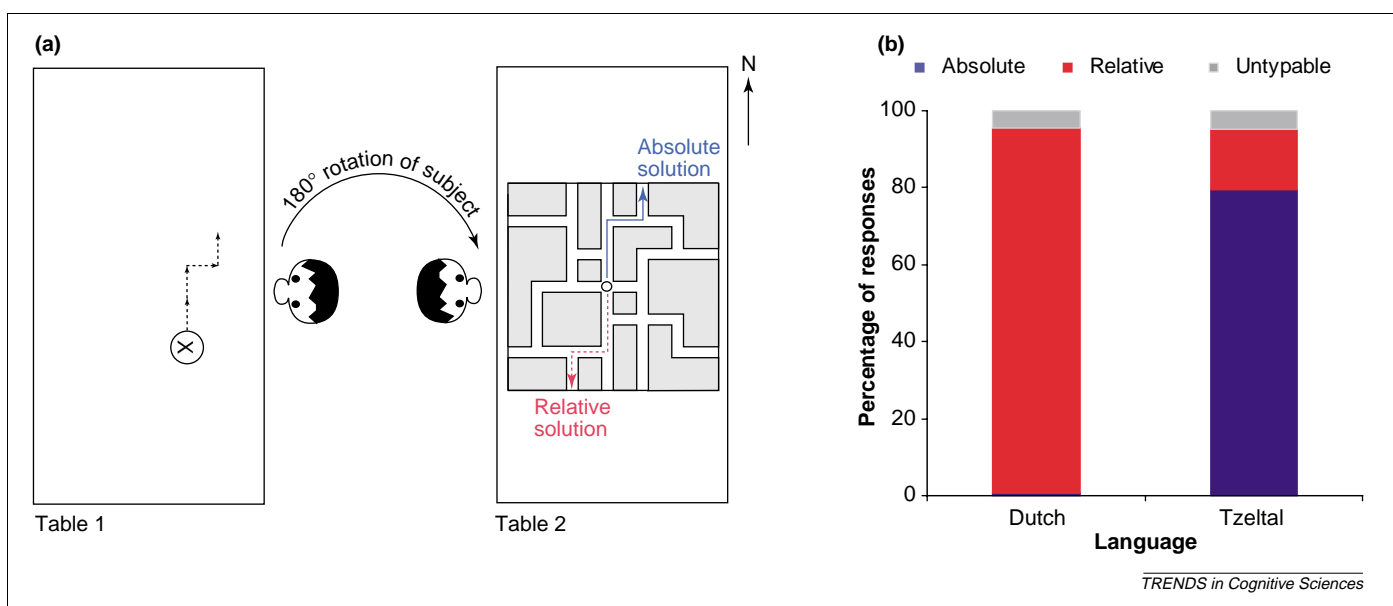 (a)
X
Table 1
180° rotation of subject
N
Absolute
solution
Relative
solution
Table 2
(b)
Absolute Relative Untypable
Percentage of responses
100
80
60
40
20
0
Dutch Tzeltal
Language
TRENDS in Cognitive Sciences